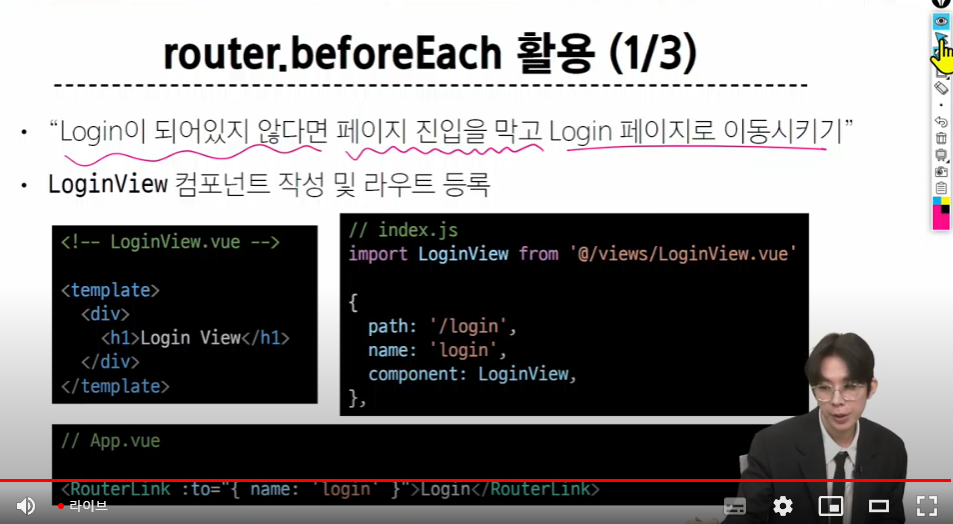 router.beforeEach 활용 (1/3)
• “Login이 되어있지 않다면 페이지 진입을 막고 Login 페이지로 이동시키기”
• LoginView 컴포넌트 작성 및 라우트 등록
<!-- LoginView.vue -->
<template>
<div>
<h1>Login View</h1>
</div>
</template>
// index.js
import LoginView from '@/views/LoginView.vue'
{
path: '/login',
name: 'login',
component: LoginView,
},
// App.vue
<RouterLink :to="{ name: 'login' }">Login</RouterLink>
라이브